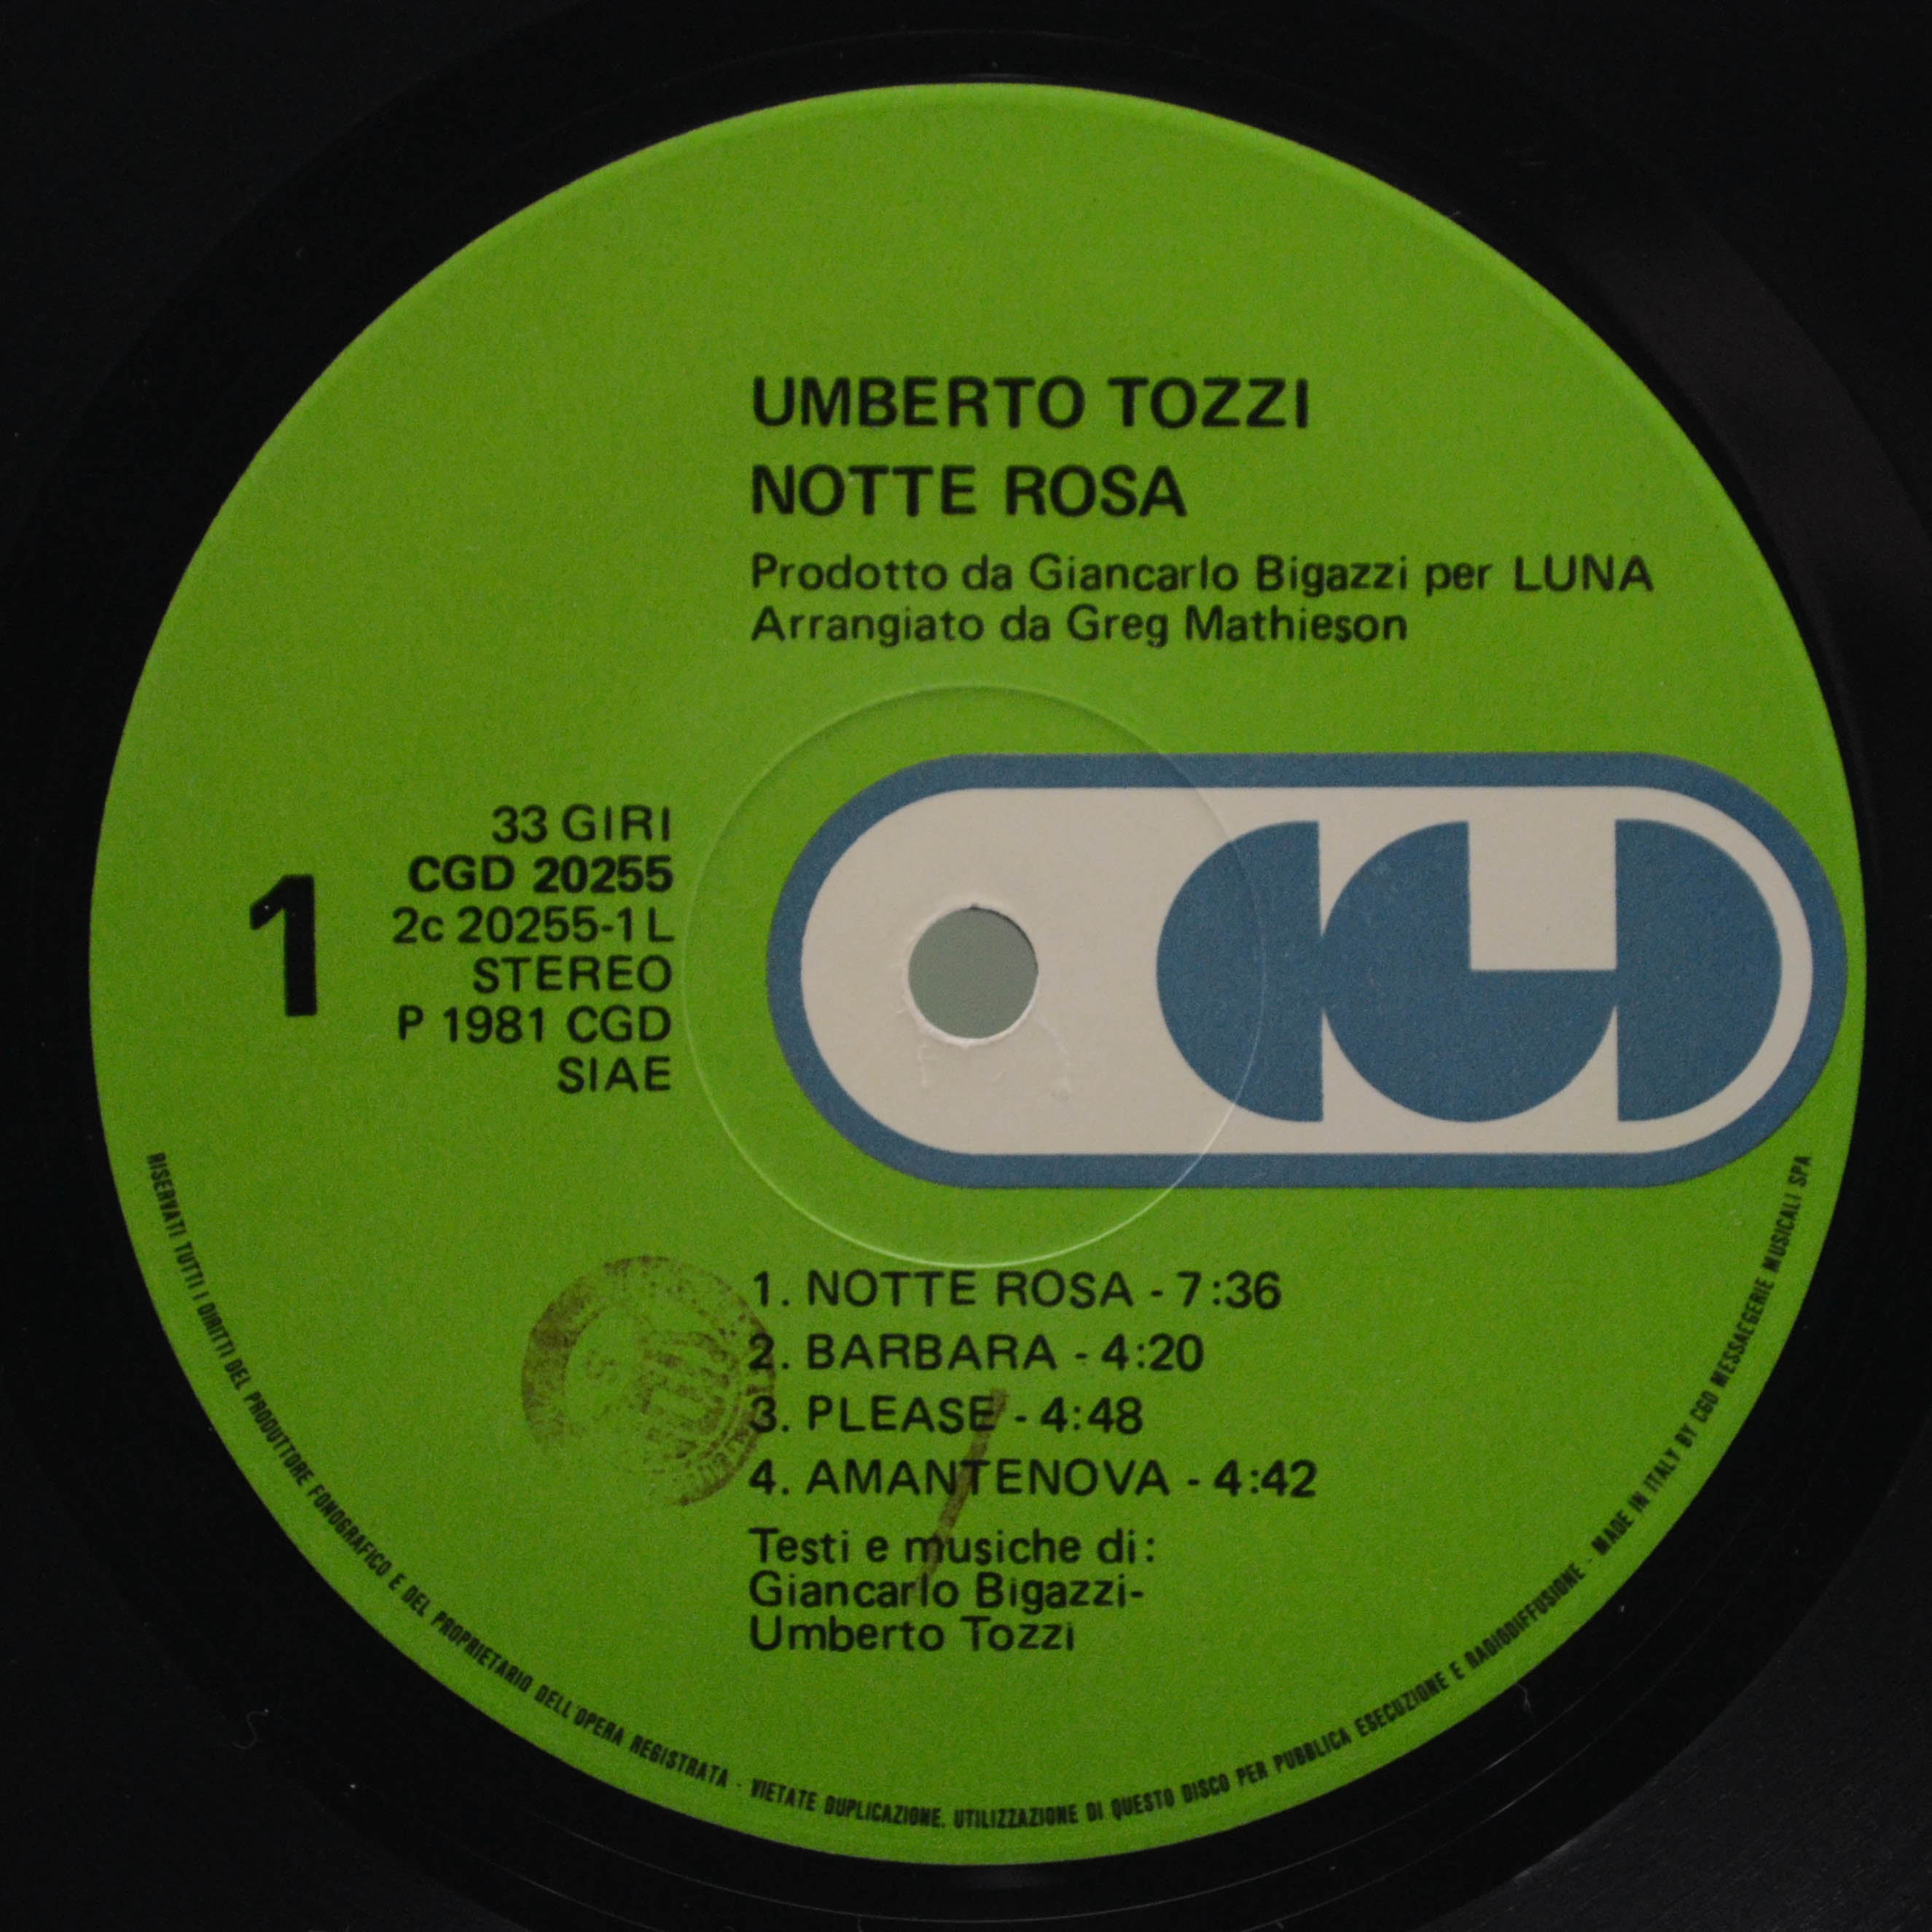 UMBERTO TOZZI
NOTTE ROSA
Prodotto da Giancarlo Bigazzi per LUNA
Arrangiato da Greg Mathieson
33 GIRI
CGD 20255
2c 20255-1 L
STEREO
P 1981 CGD
SIAE
1
CGD
1. NOTTE ROSA - 7:36
2. BARBARA - 4:20
3. PLEASE - 4:48
4. AMANTENOVA - 4:42
Testi e musiche di:
Giancarlo Bigazzi-
Umberto Tozzi
RISERVATI TUTTI I DIRITTI DEL PRODUTTORE FONOGRAFICO E DEL PROPRIETARIO DELL'OPERA REGISTRATA - VIETATE DUPLICAZIONE, UTILIZZAZIONE DI QUESTO DISCO PER PUBBLICA ESECUZIONE E RADIODIFFUSIONE - MADE IN ITALY BY CGD MESSAGERIE MUSICALI SPA